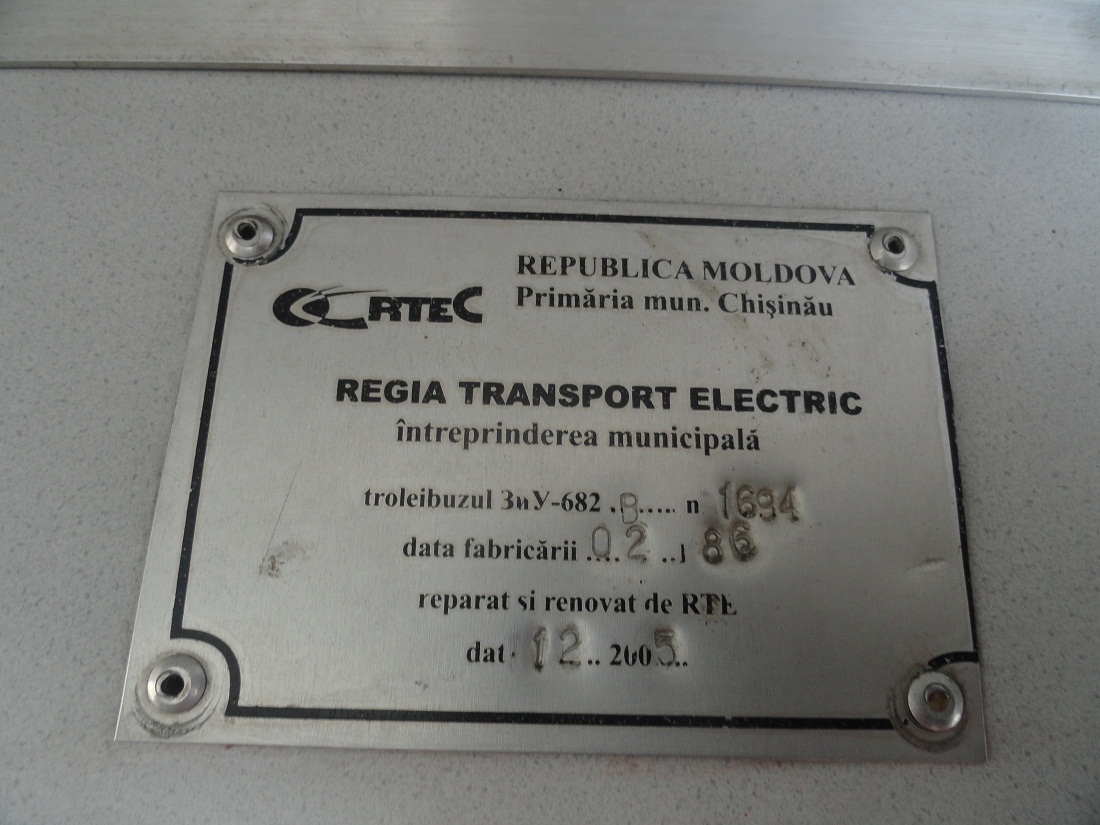 RTEC
REPUBLICA MOLDOVA
Primăria mun. Chişinău
REGIA TRANSPORT ELECTRIC
întreprinderea municipală
troleibuzul ЗиУ-682 .В..... n 1694
data fabricării ....02 ... 86
reparat si renovat de RTE
dat 12 .. 2005..